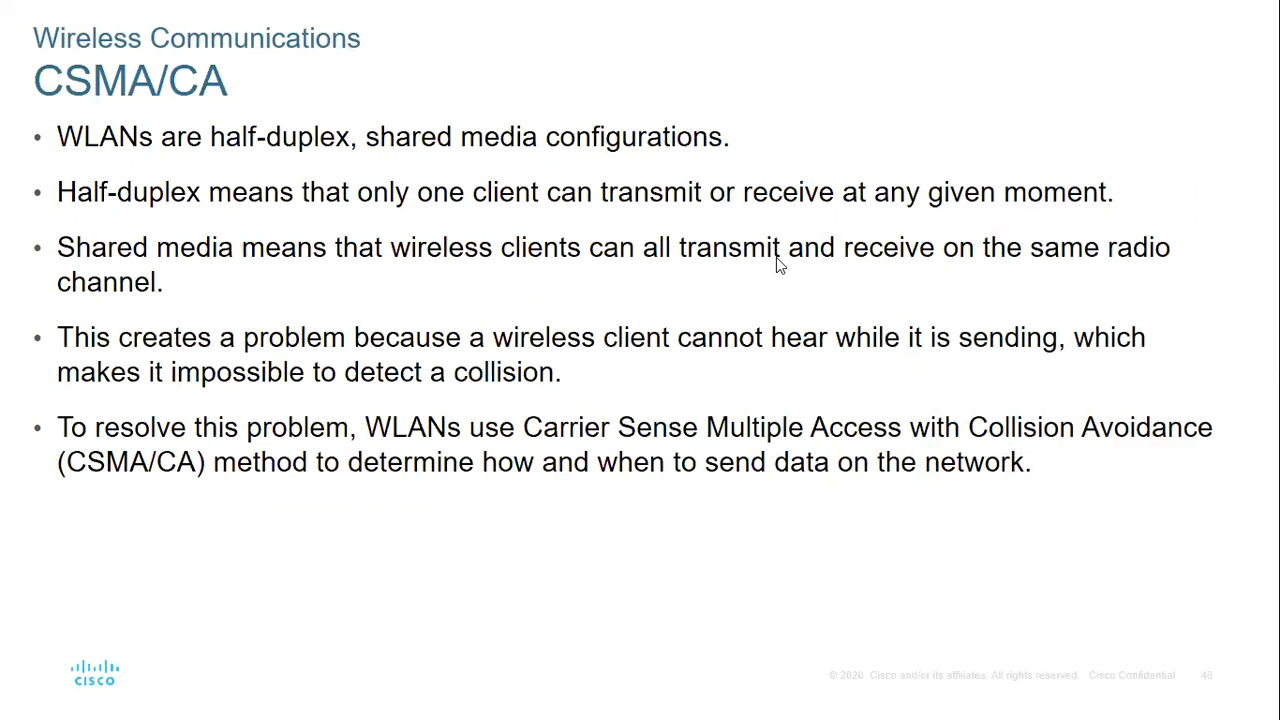 Wireless Communications
CSMA/CA
• WLANs are half-duplex, shared media configurations.
• Half-duplex means that only one client can transmit or receive at any given moment.
• Shared media means that wireless clients can all transmit and receive on the same radio
channel.
• This creates a problem because a wireless client cannot hear while it is sending, which
makes it impossible to detect a collision.
• To resolve this problem, WLANs use Carrier Sense Multiple Access with Collision Avoidance
(CSMA/CA) method to determine how and when to send data on the network.
CISCO
© 2020 Cisco and/or its affiliates. All rights reserved. Cisco Confidential 48